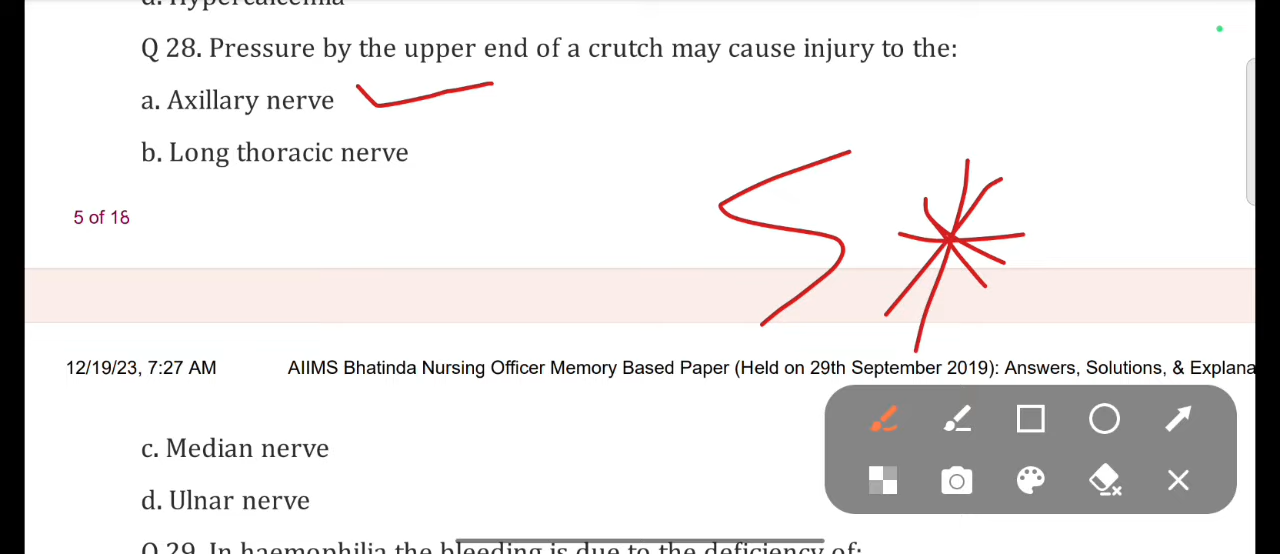 d. Hypercalcemia
Q 28. Pressure by the upper end of a crutch may cause injury to the:
a. Axillary nerve
b. Long thoracic nerve
5 of 18
12/19/23, 7:27 AM AIIMS Bhatinda Nursing Officer Memory Based Paper (Held on 29th September 2019): Answers, Solutions, & Explana
c. Median nerve
d. Ulnar nerve
Q 29. In haemophilia the bleeding is due to the deficiency of: